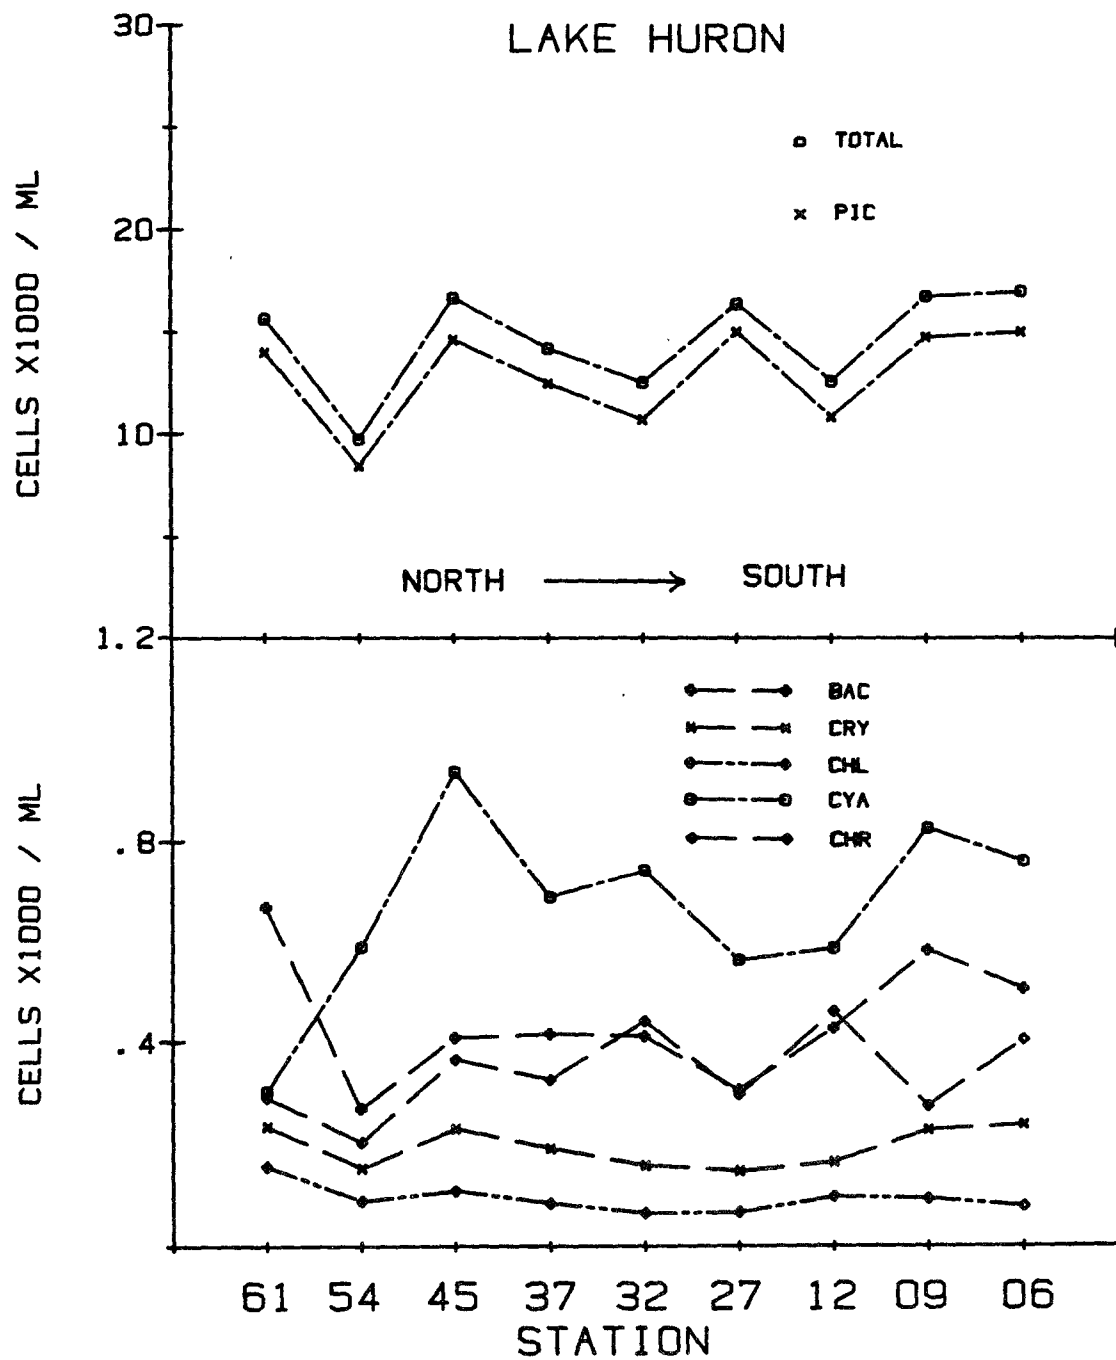 LAKE HURON
30
20
10
CELLS X1000 / ML
TOTAL
PIC
NORTH → SOUTH
1.2
.8
.4
CELLS X1000 / ML
BAC
CRY
CHL
CYA
CHR
61 54 45 37 32 27 12 09 06
STATION